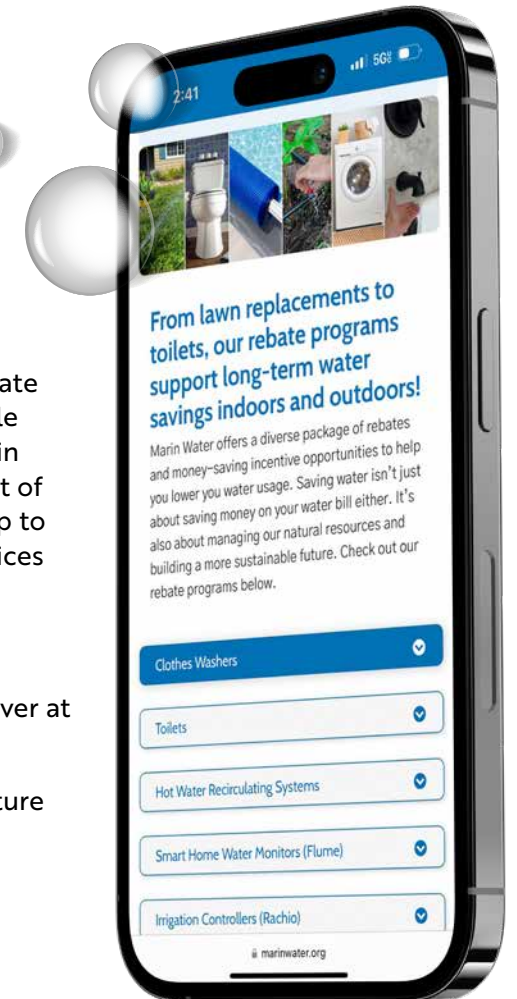 2:41
5G
From lawn replacements to
toilets, our rebate programs
support long-term water
savings indoors and outdoors!
Marin Water offers a diverse package of rebates
and money-saving incentive opportunities to help
you lower you water usage. Saving water isn't just
about saving money on your water bill either. It's
also about managing our natural resources and
building a more sustainable future. Check out our
rebate programs below.
Clothes Washers
Toilets
Hot Water Recirculating Systems
Smart Home Water Monitors (Flume)
Irrigation Controllers (Rachio)
marinwater.org
ate
le
in
t of
p to
ices
ver at
ture